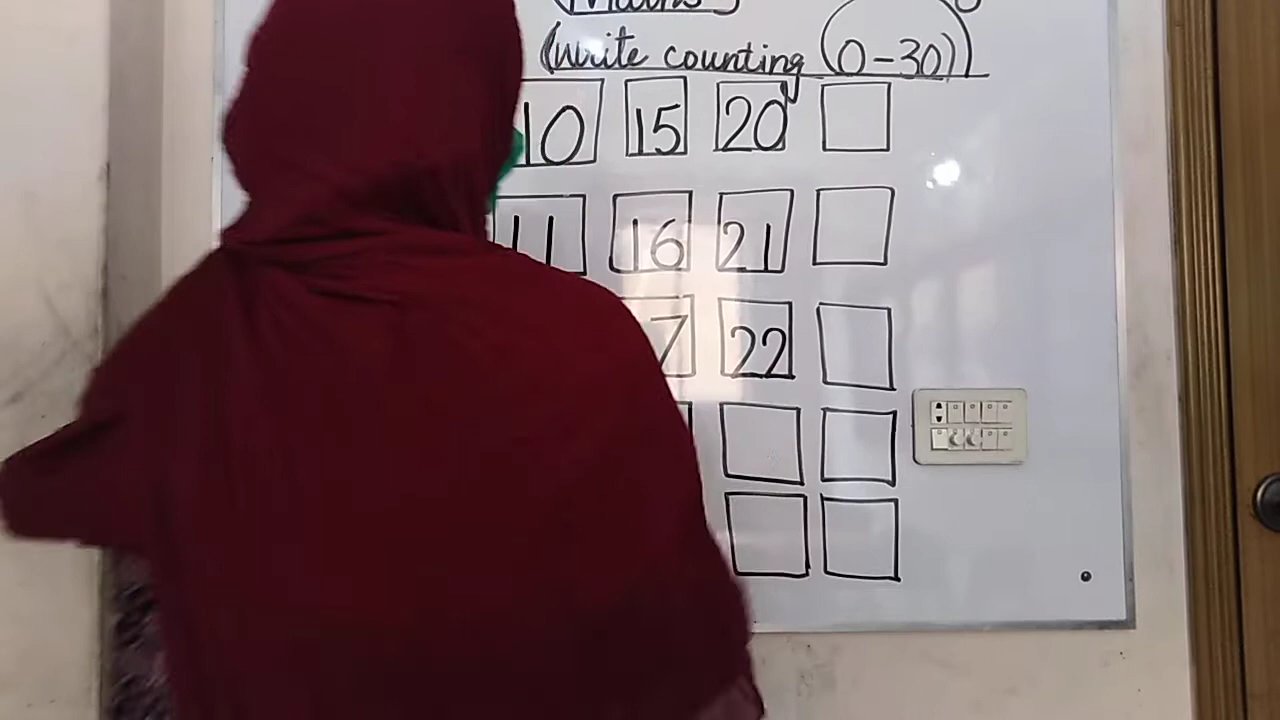 Maths
(Write counting (0-30))
10 15 20
11 16 21
7 22